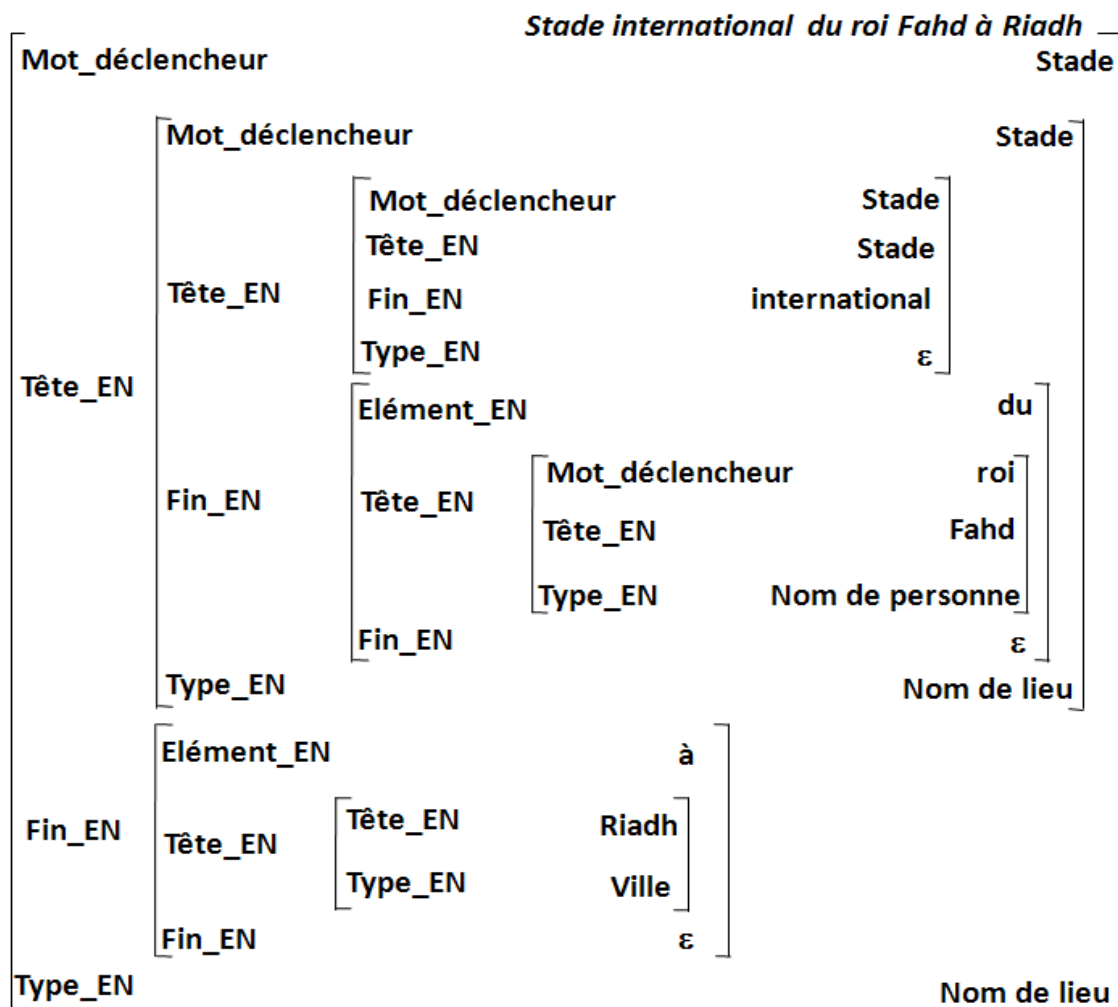 Stade international du roi Fahd à Riadh
Mot_déclencheur Stade
Mot_déclencheur Stade
Mot_déclencheur Stade
Tête_EN Stade
Tête_EN
Fin_EN international
Type_EN ε
Tête_EN
Elément_EN du
Mot_déclencheur roi
Fin_EN
Tête_EN
Tête_EN Fahd
Type_EN Nom de personne
Fin_EN ε
Type_EN Nom de lieu
Elément_EN à
Tête_EN Riadh
Fin_EN
Tête_EN
Type_EN Ville
Fin_EN ε
Type_EN Nom de lieu